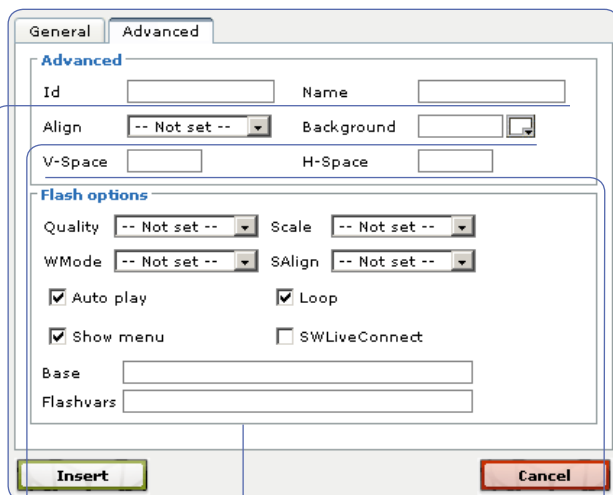 General Advanced
Advanced
Id Name
Align -- Not set -- Background
V-Space H-Space
Flash options
Quality -- Not set -- Scale -- Not set --
WMode -- Not set -- SAlign -- Not set --
Auto play Loop
Show menu SWLiveConnect
Base
Flashvars
Insert Cancel